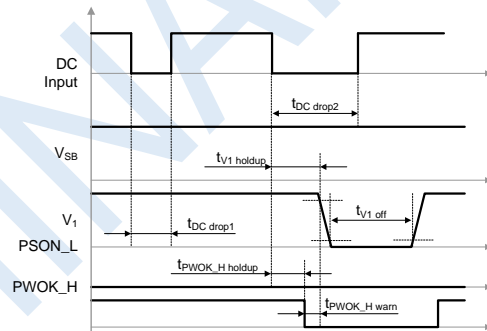 DC
Input
tDC drop2
VSB
tV1 holdup
V1
tV1 off
tDC drop1
PSON_L
tPWOK_H holdup
PWOK_H
tPWOK_H warn